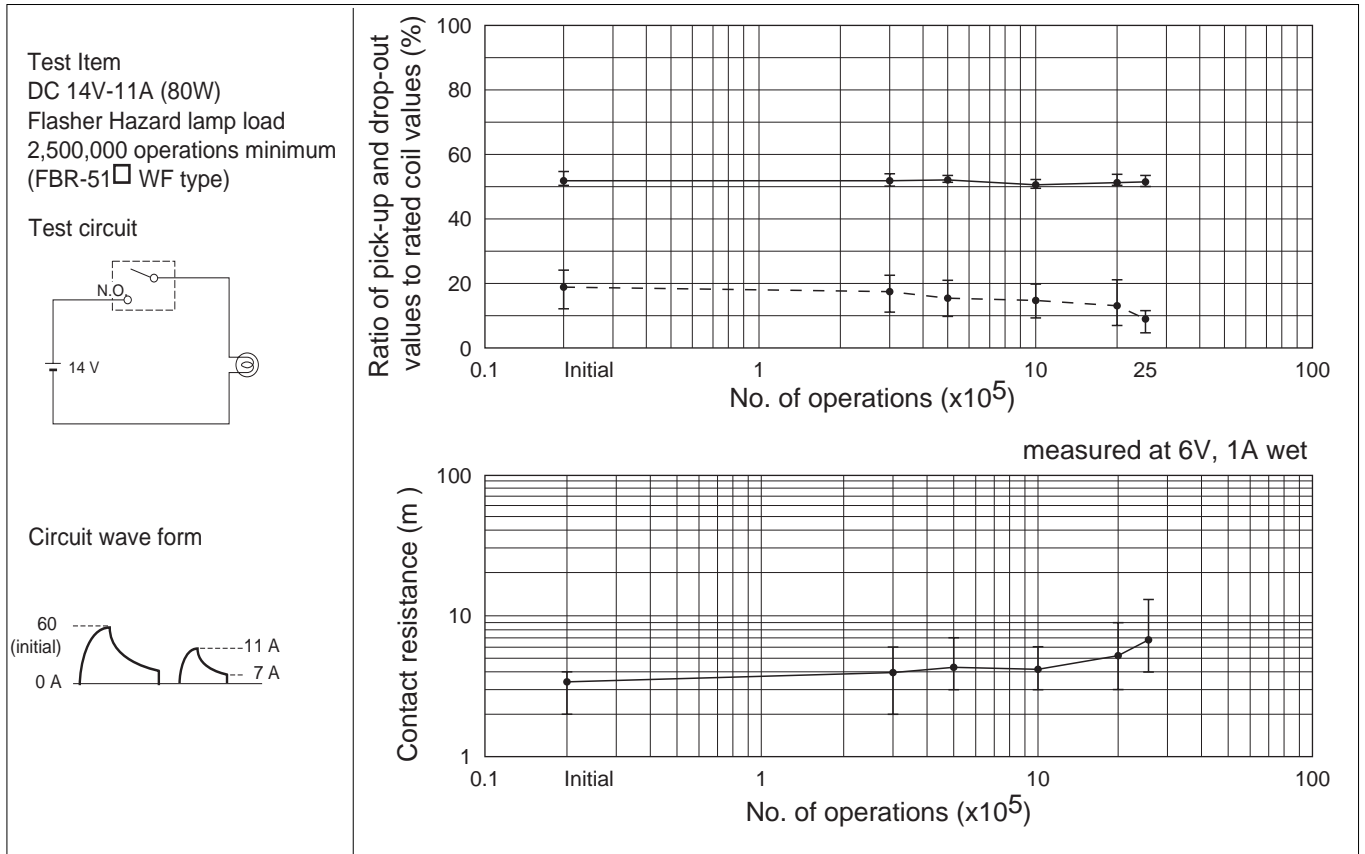 Test Item
DC 14V-11A (80W)
Flasher Hazard lamp load
2,500,000 operations minimum
(FBR-51□ WF type)
Test circuit
N.O.
14 V
Circuit wave form
60
(initial)
0 A
11 A
7 A
Ratio of pick-up and drop-out
values to rated coil values (%)
100
80
60
40
20
0
0.1
Initial
1
10
25
100
No. of operations (x10⁵)
measured at 6V, 1A wet
Contact resistance (m )
100
10
1
0.1
Initial
1
10
100
No. of operations (x10⁵)